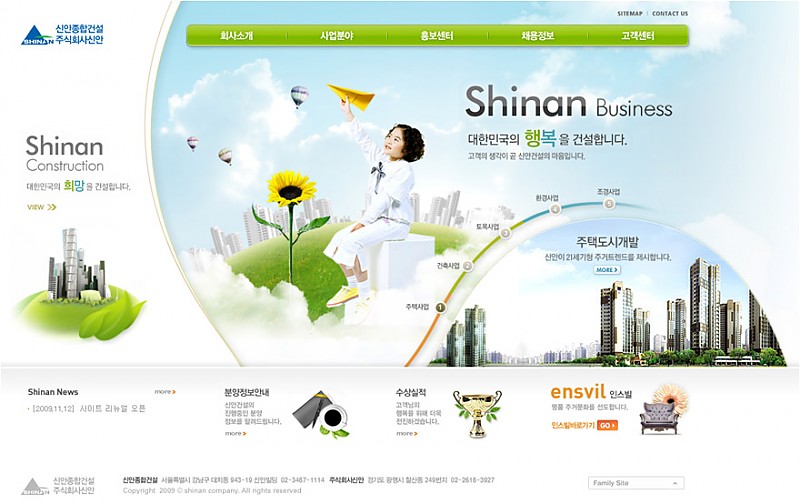 SITEMAP | CONTACT US
SHINAN
신안종합건설
주식회사신안
회사소개 사업분야 홍보센터 채용정보 고객센터
Shinan
Construction
대한민국의 희망을 건설합니다.
VIEW >>
Shinan Business
대한민국의 행복을 건설합니다.
고객의 생각이 곧 신안건설의 마음입니다.
조경사업
5
환경사업
4
토목사업
3
건축사업
2
주택사업
1
주택도시개발
신안이 21세기형 주거트렌드를 제시합니다.
MORE
Shinan News more
[2009,11,12] 사이트 리뉴얼 오픈
분양정보안내
신안건설의
진행중인 분양
정보를 알려드립니다.
more
수상실적
고객님의
행복을 위해 더욱
전진하겠습니다.
more
ensvil 인스빌
명품 주거문화를 선도합니다.
인스빌바로가기 GO
SHINAN
신안종합건설
주식회사신안
신안종합건설 서울특별시 강남구 대치동 943-19 신안빌딩 02-3467-1114 주식회사신안 경기도 광명시 철산동 249번지 02-2618-3927
Copyright 2009 © shinan company. All rights reserved
Family Site